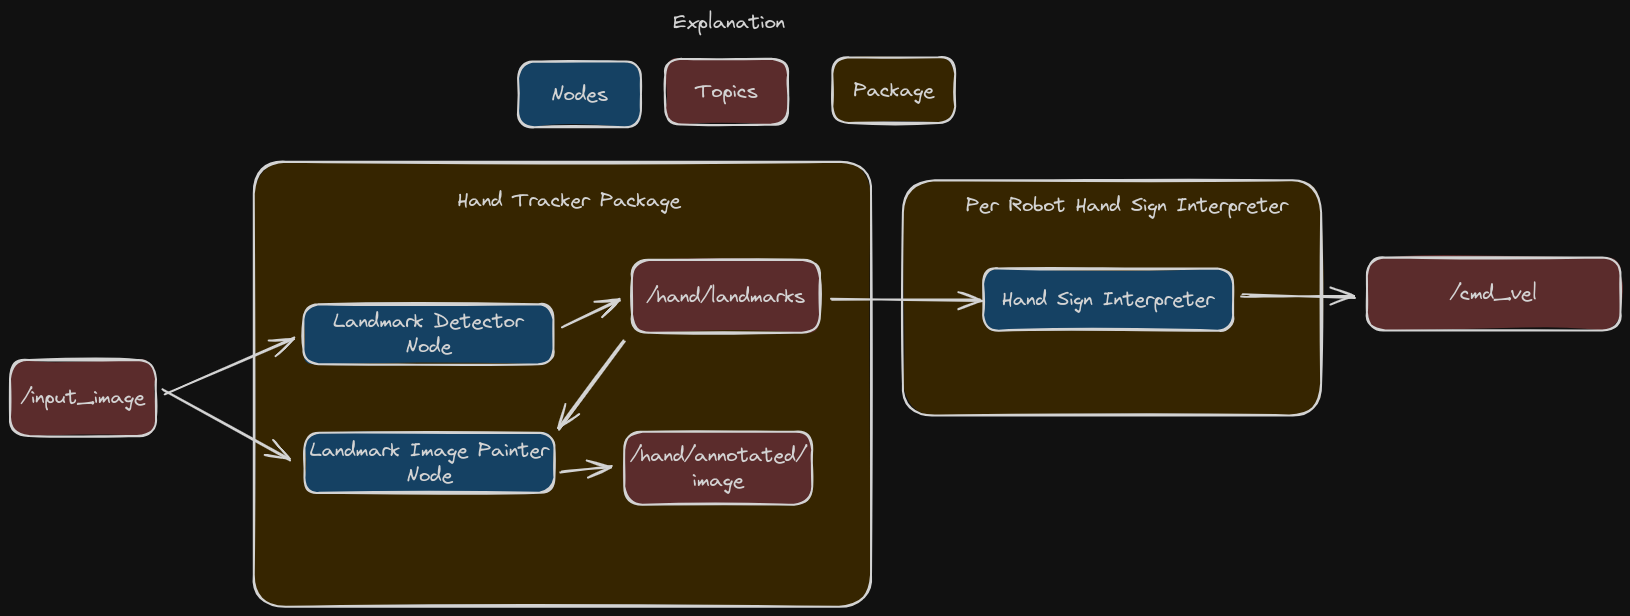 Explanation
Nodes
Topics
Package
Hand Tracker Package
Per Robot Hand Sign Interpreter
/input_image
Landmark Detector
Node
/hand/landmarks
Landmark Image Painter
Node
/hand/annotated/
image
Hand Sign Interpreter
/cmd_vel